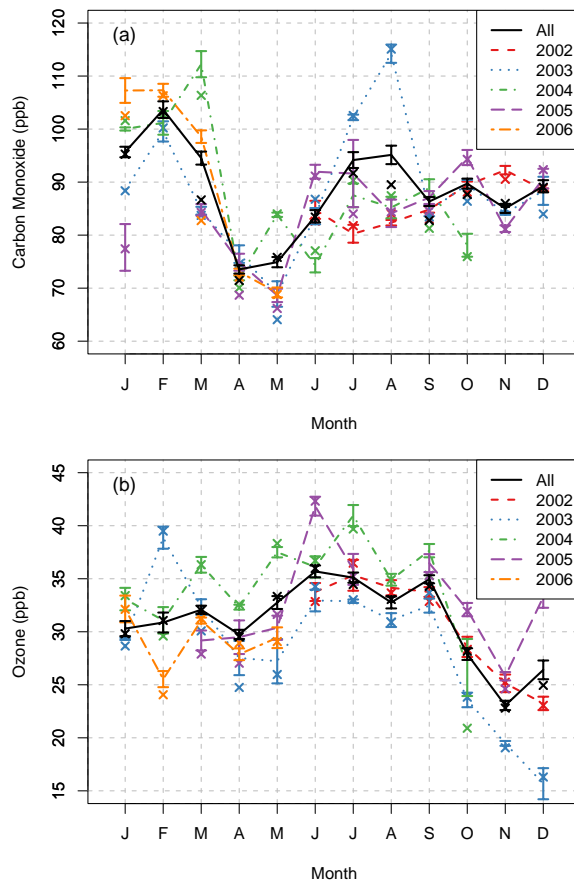 (a)
Carbon Monoxide (ppb)
120
110
100
90
80
70
60
J F M A M J J A S O N D
Month
All
2002
2003
2004
2005
2006
(b)
Ozone (ppb)
45
40
35
30
25
20
15
J F M A M J J A S O N D
Month
All
2002
2003
2004
2005
2006